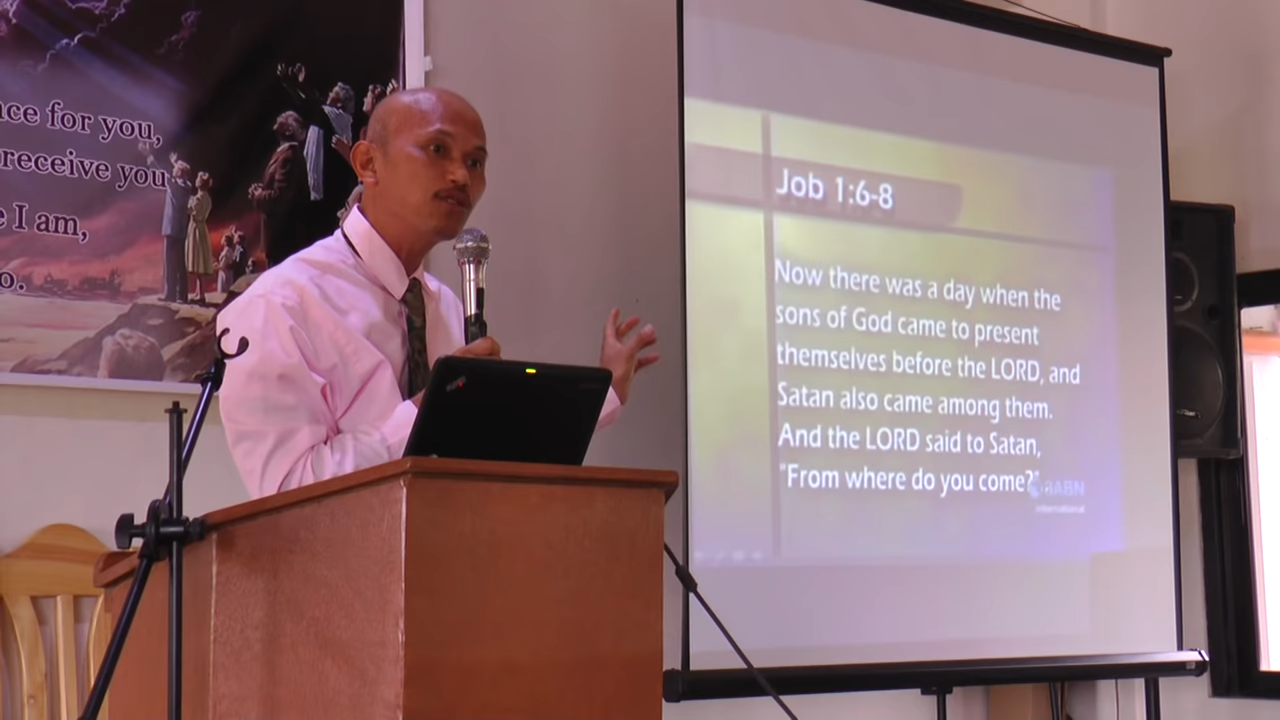 ce for you,
receive you
I am,
o.
Job 1:6-8
Now there was a day when the
sons of God came to present
themselves before the LORD, and
Satan also came among them.
And the LORD said to Satan,
"From where do you come?"
3ABN
International